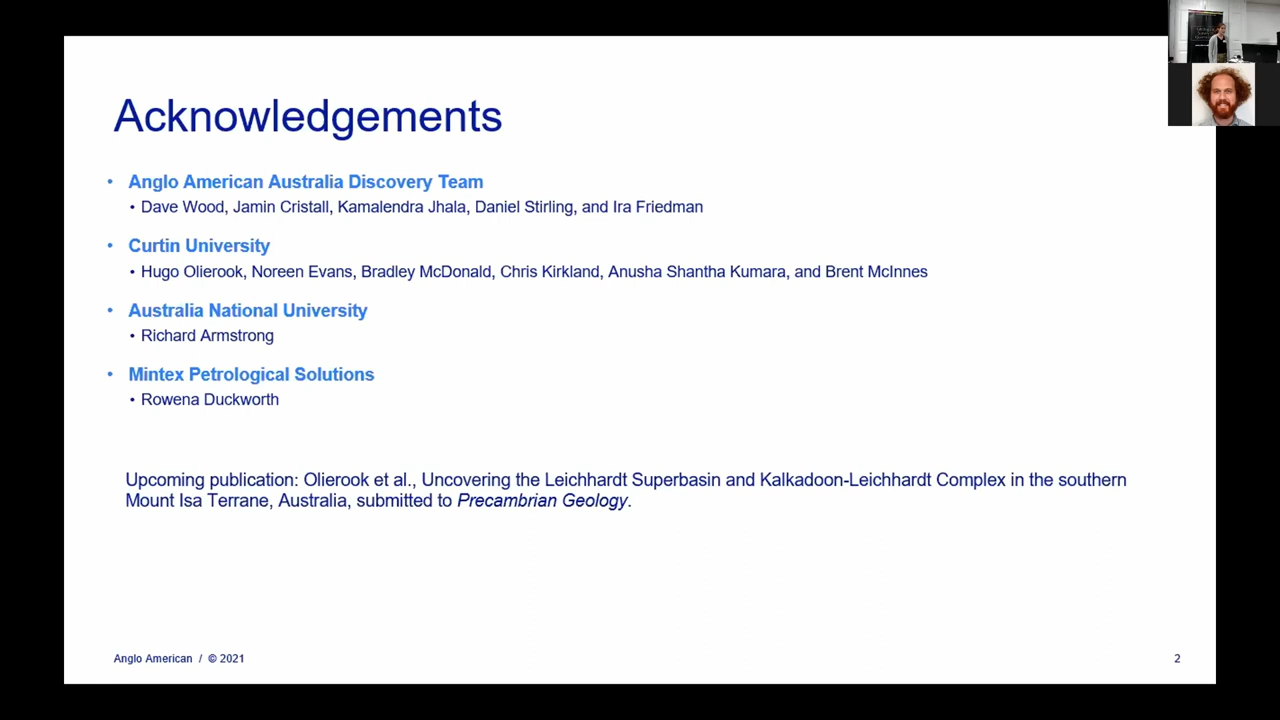 Acknowledgements
• Anglo American Australia Discovery Team
• Dave Wood, Jamin Cristall, Kamalendra Jhala, Daniel Stirling, and Ira Friedman
• Curtin University
• Hugo Olierook, Noreen Evans, Bradley McDonald, Chris Kirkland, Anusha Shantha Kumara, and Brent McInnes
• Australia National University
• Richard Armstrong
• Mintex Petrological Solutions
• Rowena Duckworth
Upcoming publication: Olierook et al., Uncovering the Leichhardt Superbasin and Kalkadoon-Leichhardt Complex in the southern
Mount Isa Terrane, Australia, submitted to Precambrian Geology.
Anglo American / © 2021
2